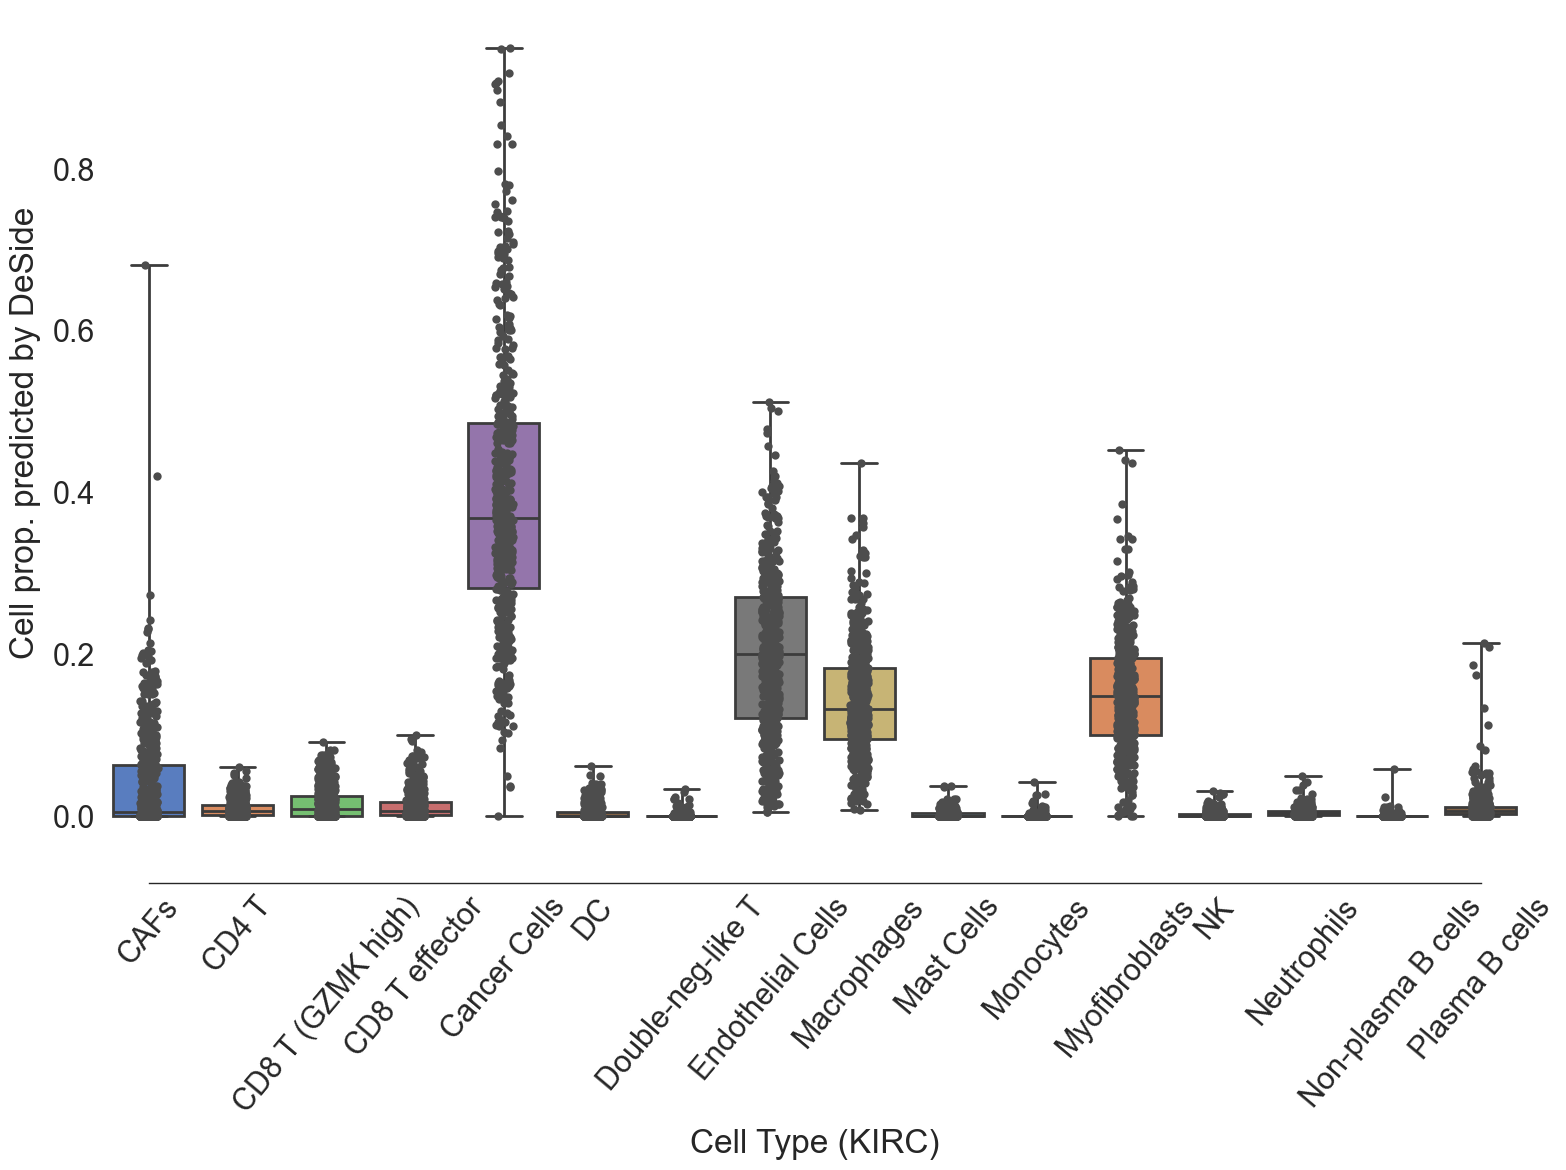 Cell prop. predicted by DeSide
0.8
0.6
0.4
0.2
0.0
CAFs
CD4 T
CD8 T (GZMK high)
CD8 T effector
Cancer Cells
DC
Double-neg-like T
Endothelial Cells
Macrophages
Mast Cells
Monocytes
Myofibroblasts
NK
Neutrophils
Non-plasma B cells
Plasma B cells
Cell Type (KIRC)